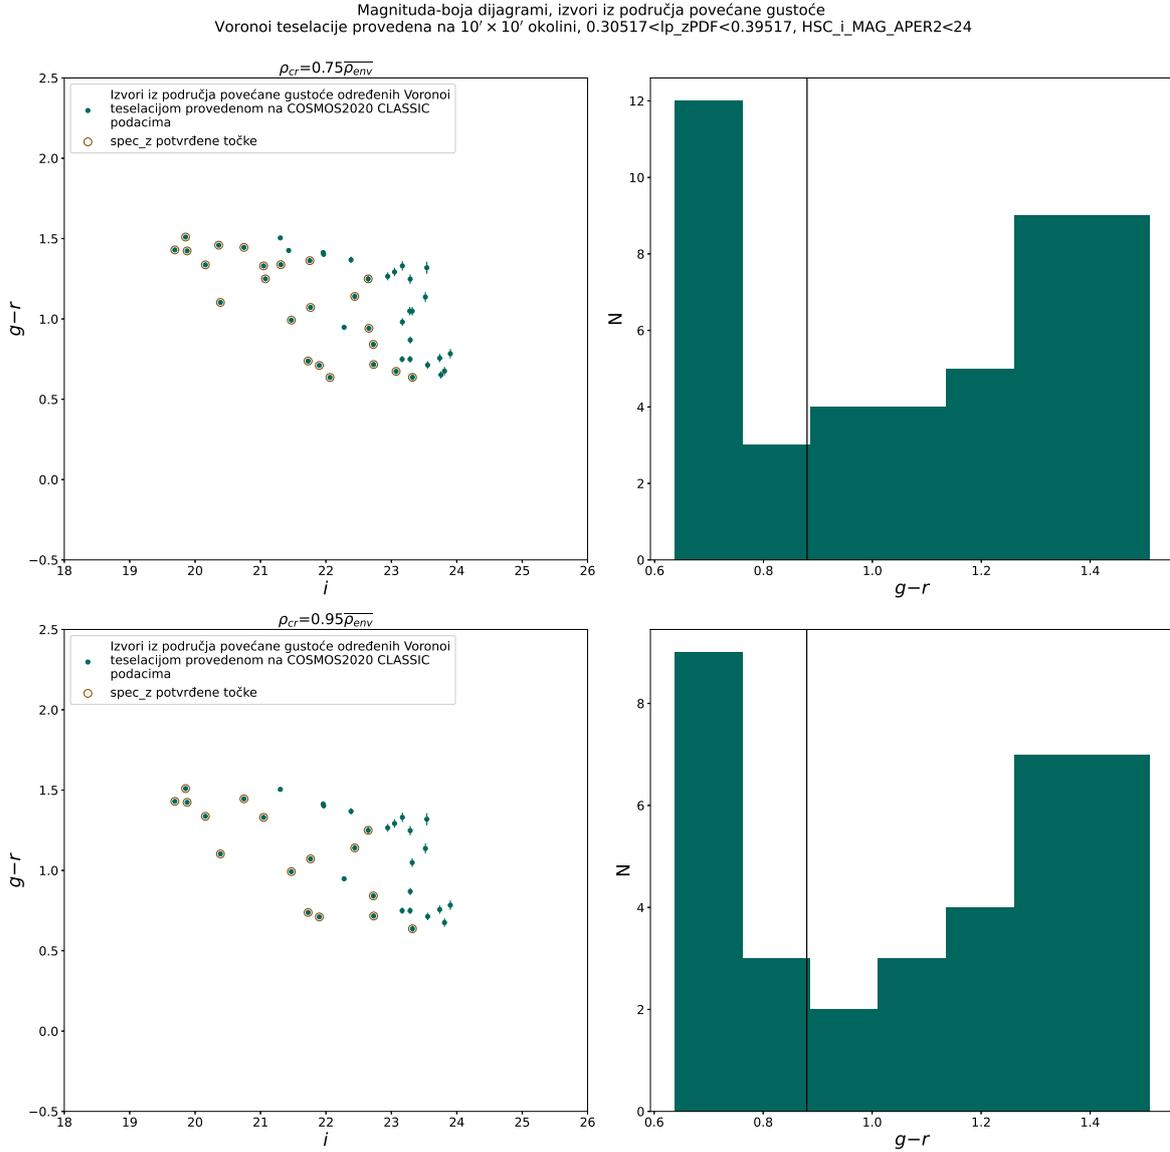 Magnituda-boja dijagrami, izvori iz područja povećane gustoće
Voronoi teselacije provedena na 10′ × 10′ okolini, 0.30517<lp_zPDF<0.39517, HSC_i_MAG_APER2<24
ρcr=0.75ρenv
2.5
2.0
1.5
1.0
0.5
0.0
−0.5
g−r
Izvori iz područja povećane gustoće određenih Voronoi
teselacijom provedenom na COSMOS2020 CLASSIC
podacima
spec_z potvrđene točke
18 19 20 21 22 23 24 25 26
i
12
10
8
6
4
2
0
N
0.6 0.8 1.0 1.2 1.4
g−r
ρcr=0.95ρenv
2.5
2.0
1.5
1.0
0.5
0.0
−0.5
g−r
Izvori iz područja povećane gustoće određenih Voronoi
teselacijom provedenom na COSMOS2020 CLASSIC
podacima
spec_z potvrđene točke
18 19 20 21 22 23 24 25 26
i
8
6
4
2
0
N
0.6 0.8 1.0 1.2 1.4
g−r